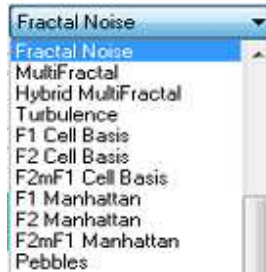 Fractal Noise
Fractal Noise
MultiFractal
Hybrid MultiFractal
Turbulence
F1 Cell Basis
F2 Cell Basis
F2mF1 Cell Basis
F1 Manhattan
F2 Manhattan
F2mF1 Manhattan
Pebbles